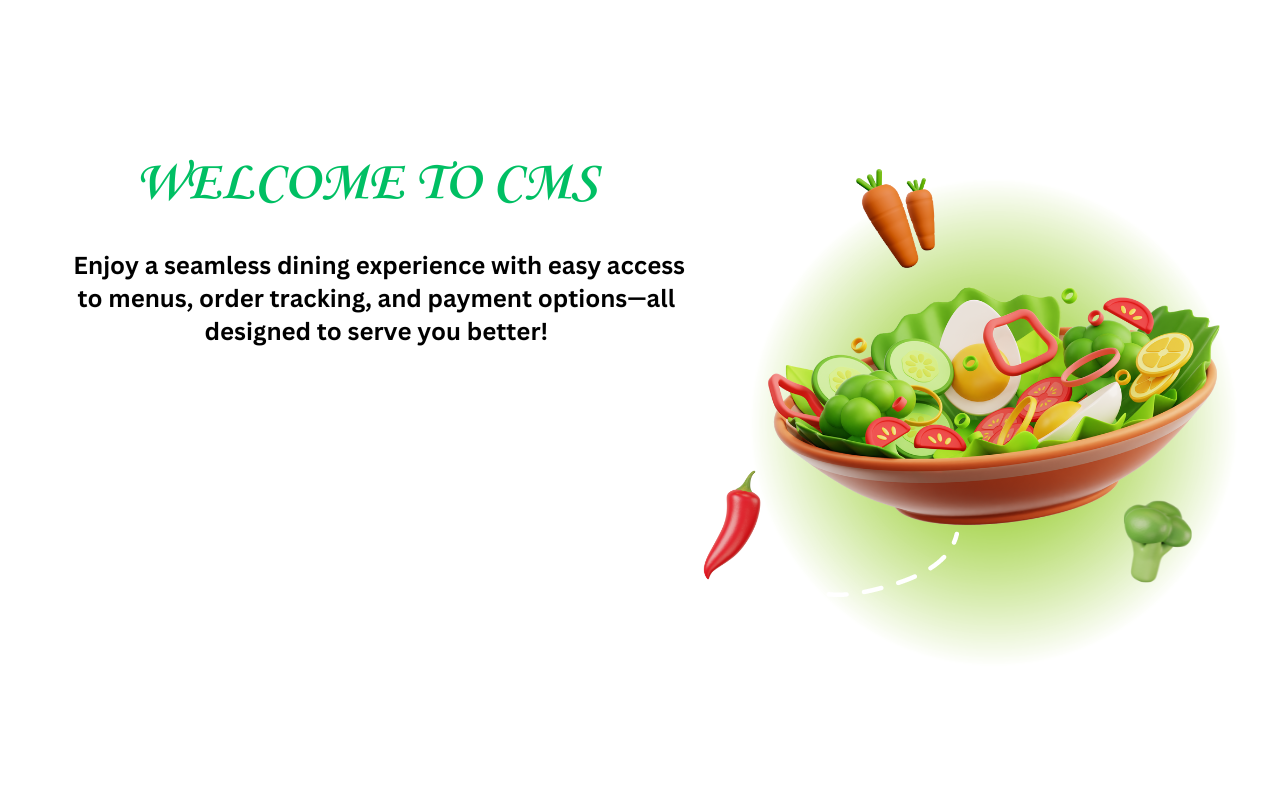 WELCOME TO CMS
Enjoy a seamless dining experience with easy access
to menus, order tracking, and payment options—all
designed to serve you better!